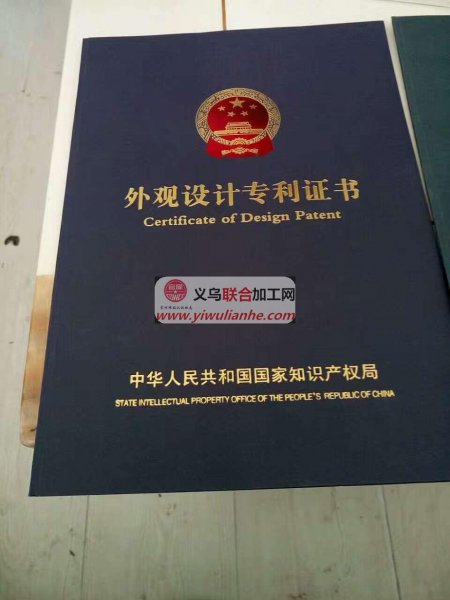 外观设计专利证书
Certificate of Design Patent
义乌联合加工网
www.yiwulianhe.com
中华人民共和国国家知识产权局
STATE INTELLECTUAL PROPERTY OFFICE OF THE PEOPLE'S REPUBLIC OF CHINA